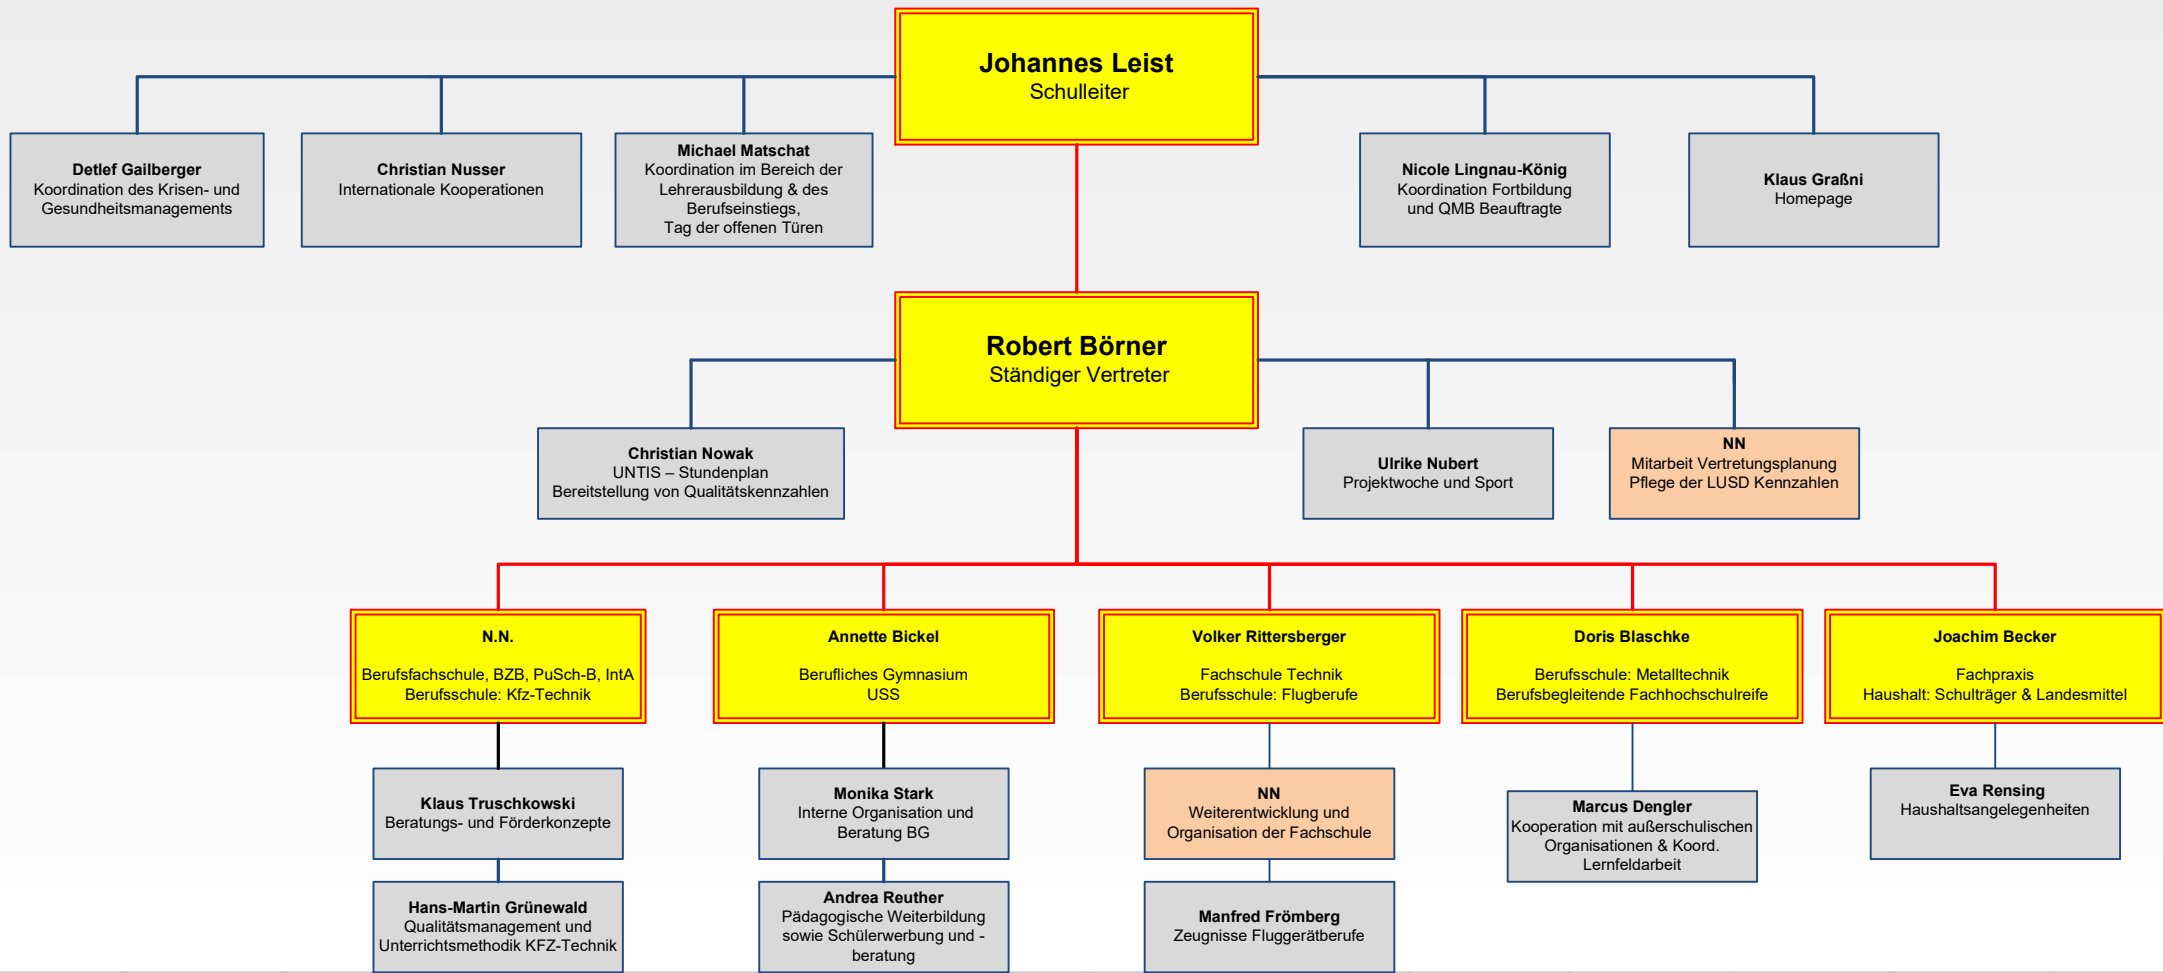 Johannes Leist
Schulleiter
Detlef Gailberger
Koordination des Krisen- und
Gesundheitsmanagements
Christian Nusser
Internationale Kooperationen
Michael Matschat
Koordination im Bereich der
Lehrerausbildung & des
Berufseinstiegs,
Tag der offenen Türen
Nicole Lingnau-König
Koordination Fortbildung
und QMB Beauftragte
Klaus Graßni
Homepage
Robert Börner
Ständiger Vertreter
Christian Nowak
UNTIS – Stundenplan
Bereitstellung von Qualitätskennzahlen
Ulrike Nubert
Projektwoche und Sport
NN
Mitarbeit Vertretungsplanung
Pflege der LUSD Kennzahlen
N.N.
Berufsfachschule, BZB, PuSch-B, IntA
Berufsschule: Kfz-Technik
Annette Bickel
Berufliches Gymnasium
USS
Volker Rittersberger
Fachschule Technik
Berufsschule: Flugberufe
Doris Blaschke
Berufsschule: Metalltechnik
Berufsbegleitende Fachhochschulreife
Joachim Becker
Fachpraxis
Haushalt: Schulträger & Landesmittel
Klaus Truschkowski
Beratungs- und Förderkonzepte
Monika Stark
Interne Organisation und
Beratung BG
NN
Weiterentwicklung und
Organisation der Fachschule
Marcus Dengler
Kooperation mit außerschulischen
Organisationen & Koord.
Lernfeldarbeit
Eva Rensing
Haushaltsangelegenheiten
Hans-Martin Grünewald
Qualitätsmanagement und
Unterrichtsmethodik KFZ-Technik
Andrea Reuther
Pädagogische Weiterbildung
sowie Schülerwerbung und -
beratung
Manfred Frömberg
Zeugnisse Fluggerätberufe